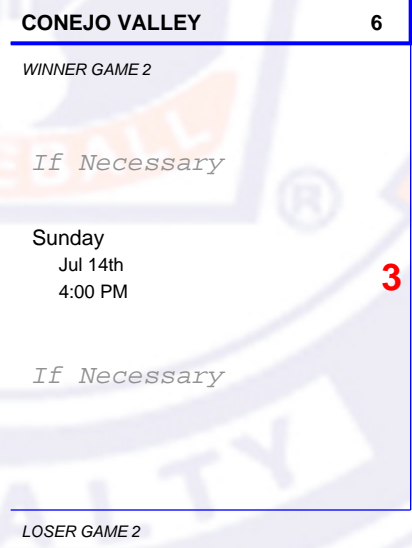 CONEJO VALLEY 6
WINNER GAME 2
If Necessary
Sunday
Jul 14th
4:00 PM
3
If Necessary
LOSER GAME 2